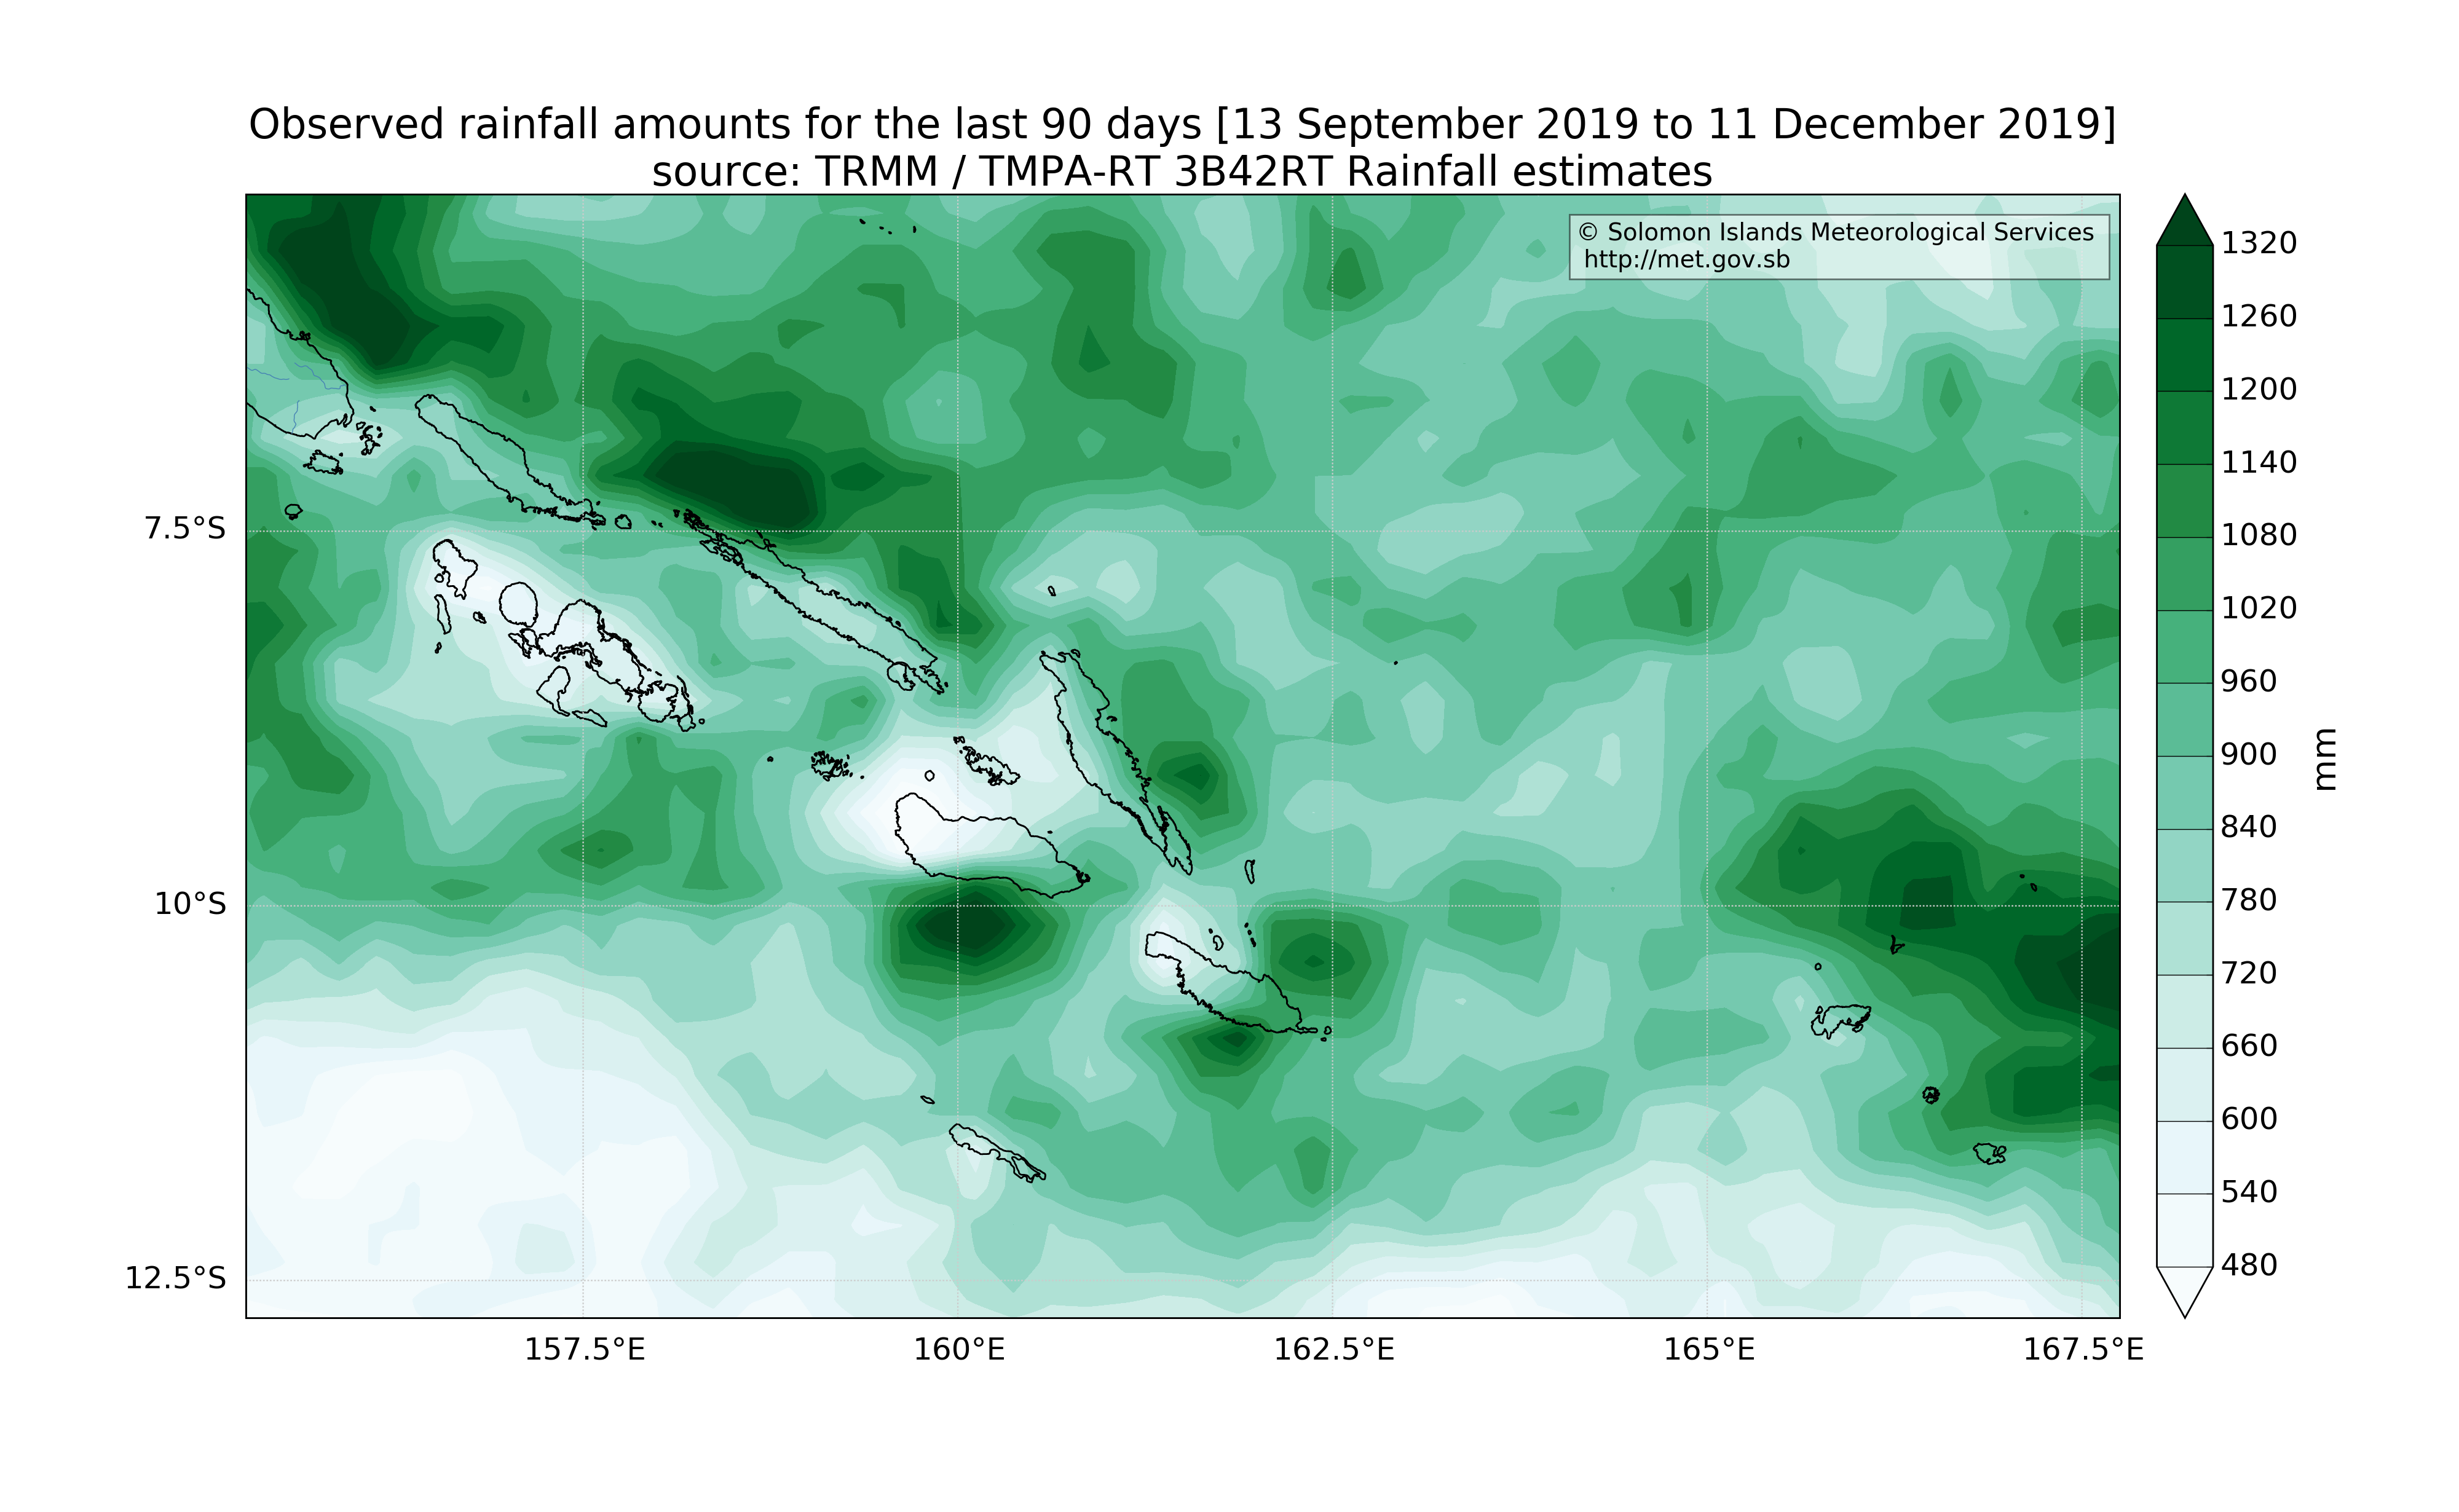 Observed rainfall amounts for the last 90 days [13 September 2019 to 11 December 2019]
source: TRMM / TMPA-RT 3B42RT Rainfall estimates
© Solomon Islands Meteorological Services
http://met.gov.sb
7.5°S
10°S
12.5°S
157.5°E
160°E
162.5°E
165°E
167.5°E
1320
1260
1200
1140
1080
1020
960
900
840
780
720
660
600
540
480
mm